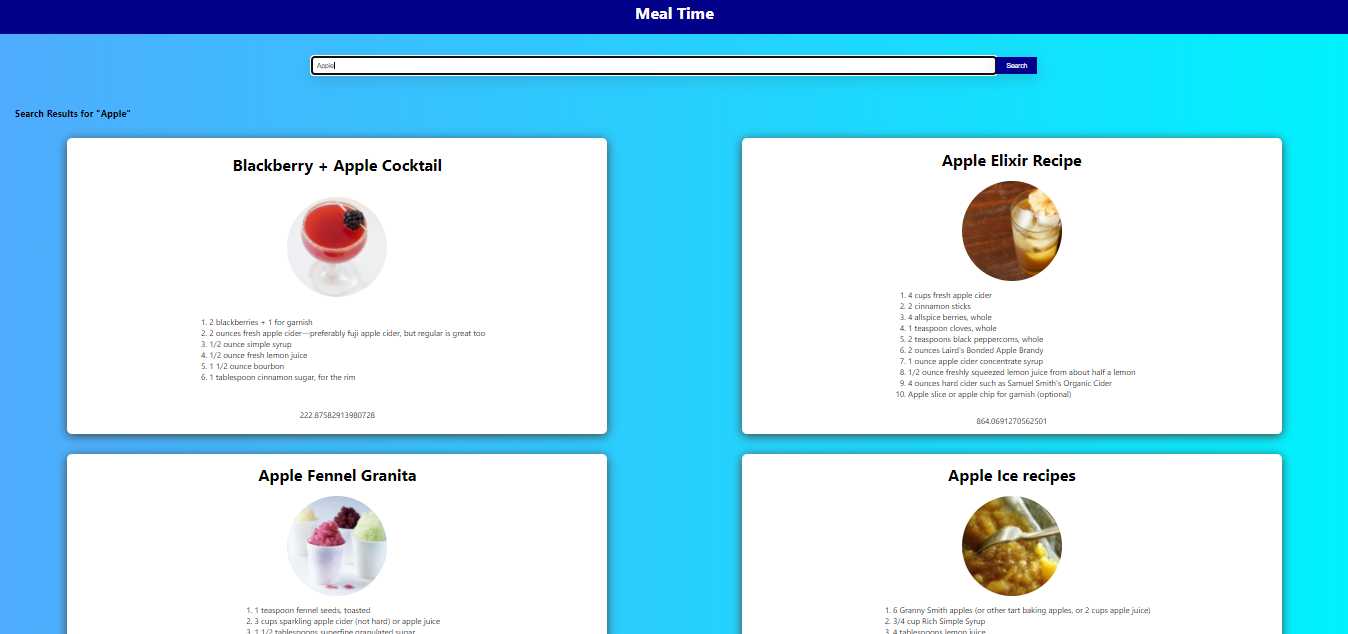 Meal Time
Apple
Search
Search Results for "Apple"
Blackberry + Apple Cocktail
1. 2 blackberries + 1 for garnish
2. 2 ounces fresh apple cider—preferably fuji apple cider, but regular is great too
3. 1/2 ounce simple syrup
4. 1/2 ounce fresh lemon juice
5. 1 1/2 ounce bourbon
6. 1 tablespoon cinnamon sugar, for the rim
222.87582913980728
Apple Elixir Recipe
1. 4 cups fresh apple cider
2. 2 cinnamon sticks
3. 4 allspice berries, whole
4. 1 teaspoon cloves, whole
5. 2 teaspoons black peppercorns, whole
6. 2 ounces Laird's Bonded Apple Brandy
7. 1 ounce apple cider concentrate syrup
8. 1/2 ounce freshly squeezed lemon juice from about half a lemon
9. 4 ounces hard cider such as Samuel Smith's Organic Cider
10. Apple slice or apple chip for garnish (optional)
864.0691270562501
Apple Fennel Granita
1. 1 teaspoon fennel seeds, toasted
2. 3 cups sparkling apple cider (not hard) or apple juice
3. 1 1/2 tablespoons superfine granulated sugar
Apple Ice recipes
1. 6 Granny Smith apples (or other tart baking apples, or 2 cups apple juice)
2. 3/4 cup Rich Simple Syrup
3. 4 tablespoons lemon juice